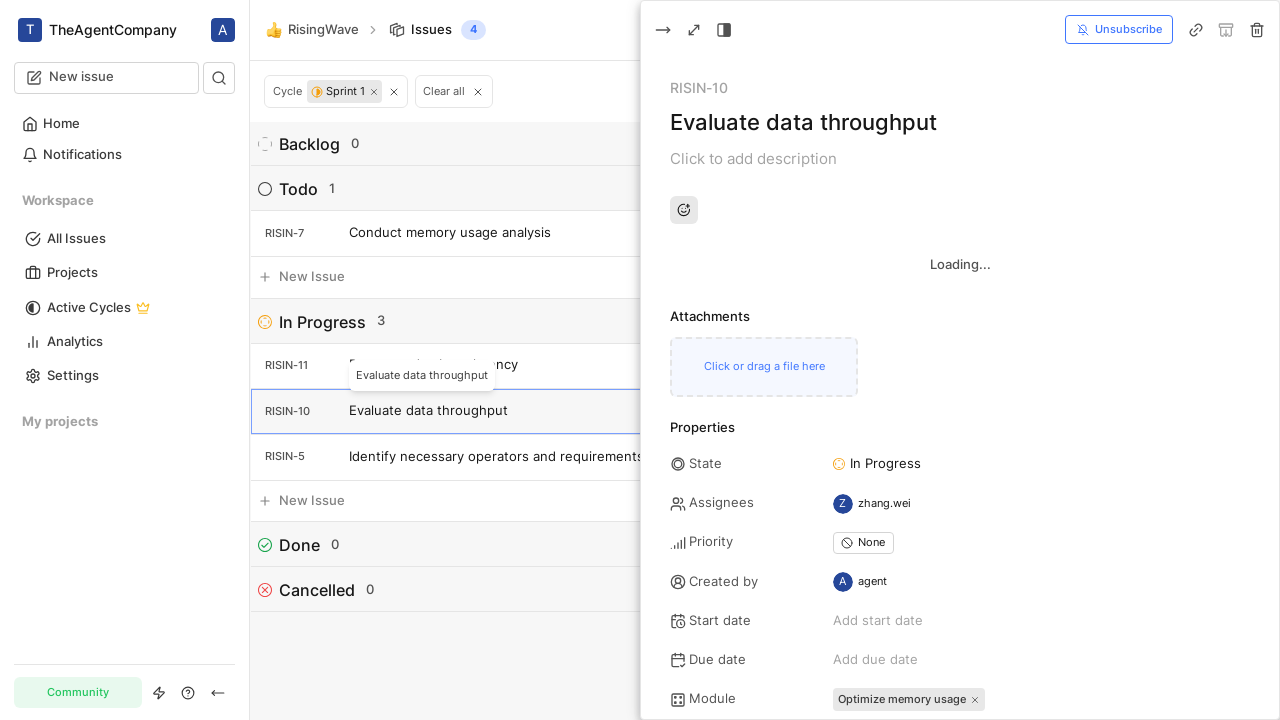 T TheAgentCompany A
New issue
Home
Notifications
Workspace
All Issues
Projects
Active Cycles
Analytics
Settings
My projects
Community
RisingWave Issues 4
Cycle Sprint 1 Clear all
Backlog 0
Todo 1
RISIN-7 Conduct memory usage analysis
New Issue
In Progress 3
RISIN-11
Evaluate data throughput
RISIN-10 Evaluate data throughput
RISIN-5 Identify necessary operators and requirements
New Issue
Done 0
Cancelled 0
Unsubscribe
RISIN-10
Evaluate data throughput
Click to add description
Loading...
Attachments
Click or drag a file here
Properties
State In Progress
Assignees Z zhang.wei
Priority None
Created by A agent
Start date Add start date
Due date Add due date
Module Optimize memory usage